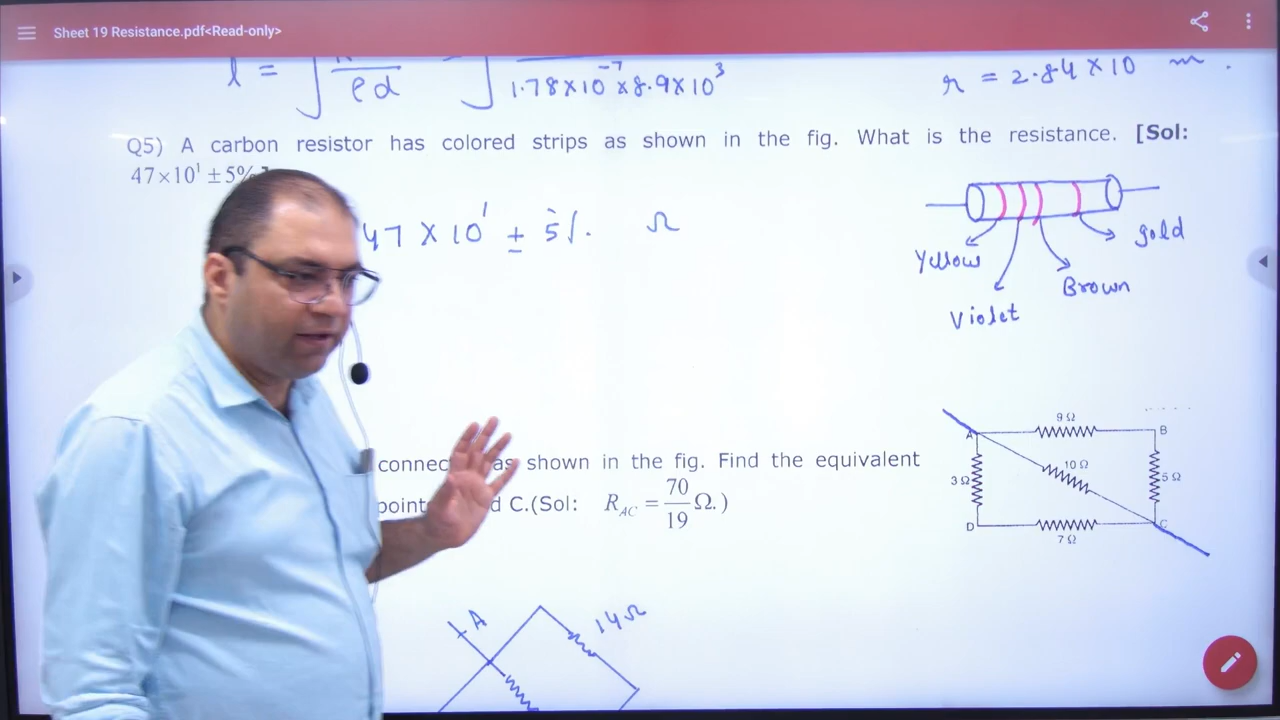 Sheet 19 Resistance.pdf<Read-only>
l = √ ρd √ 1.78×10⁻⁷ ×8.9×10³
r = 2.84 × 10 m .
Q5) A carbon resistor has colored strips as shown in the fig. What is the resistance. [Sol:
47×10¹ ±5%
47 × 10¹ ± 5%. Ω
Yellow
Violet
Brown
gold
connec as shown in the fig. Find the equivalent
point d C.(Sol: R_AC = 70/19 Ω.)
9 Ω
A
B
10 Ω
3 Ω
5 Ω
D
C
7 Ω
A
14Ω